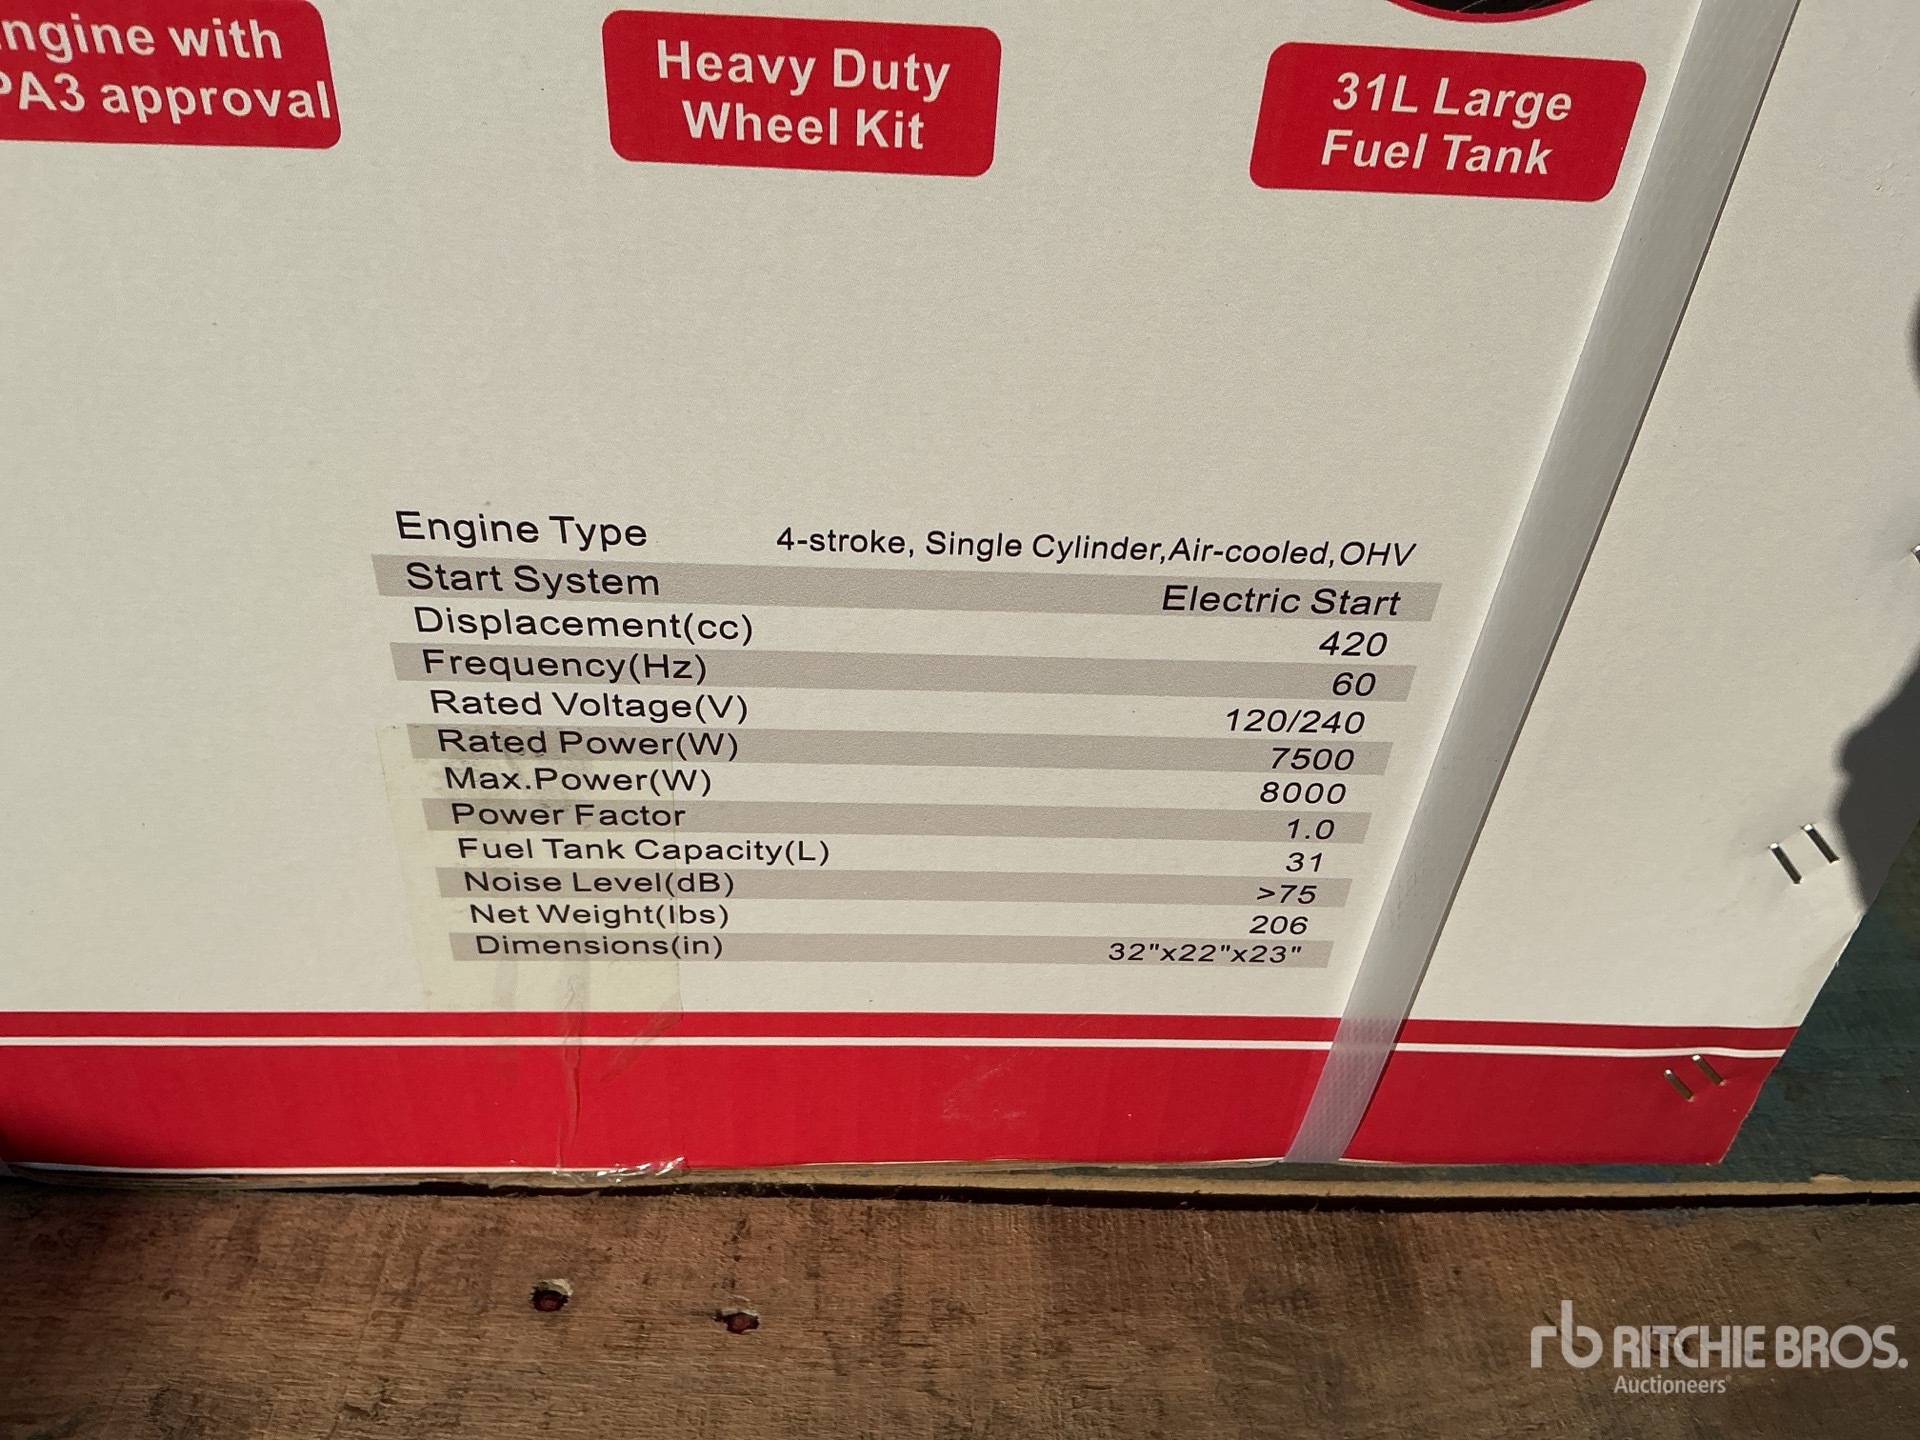 ngine with
PA3 approval
Heavy Duty
Wheel Kit
31L Large
Fuel Tank
Engine Type 4-stroke, Single Cylinder,Air-cooled,OHV
Start System Electric Start
Displacement(cc) 420
Frequency(Hz) 60
Rated Voltage(V) 120/240
Rated Power(W) 7500
Max.Power(W) 8000
Power Factor 1.0
Fuel Tank Capacity(L) 31
Noise Level(dB) >75
Net Weight(lbs) 206
Dimensions(in) 32"x22"x23"
rb RITCHIE BROS.
Auctioneers